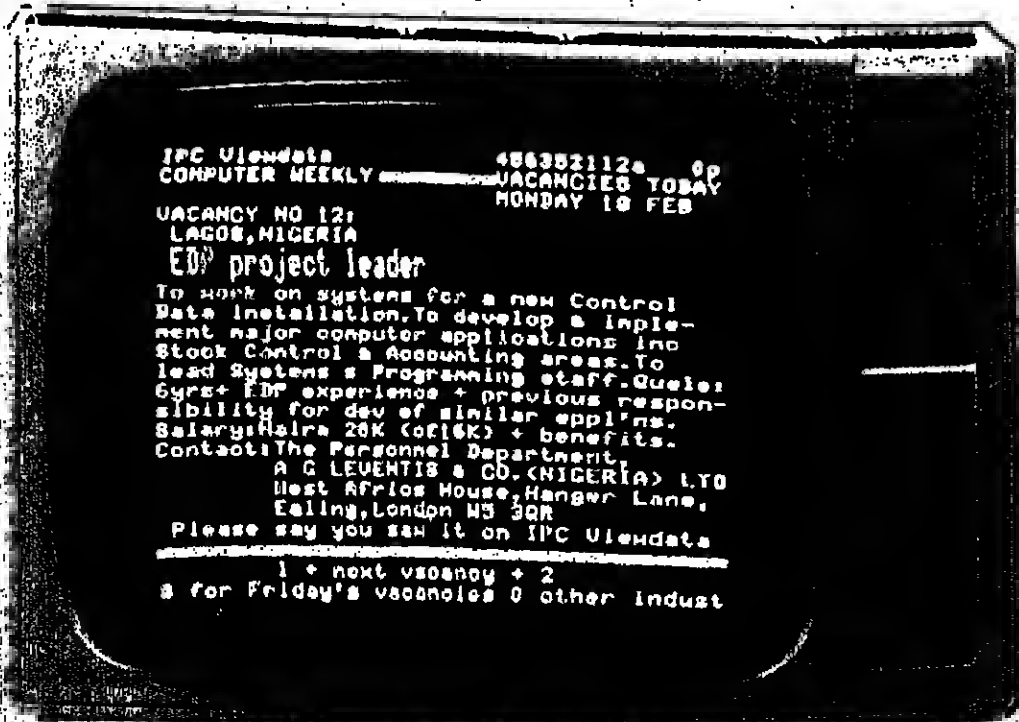 IPC Viewdata 456352112a 0p
COMPUTER WEEKLY VACANCIES TODAY
MONDAY 18 FEB
VACANCY NO 12:
LAGOS,NIGERIA
EDP project leader
To work on systems for a new Control
Data installation.To develop & imple-
ment major computer applications inc
Stock Control & Accounting areas.To
lead Systems & Programming staff.Quals:
6yrs+ EDP experience + previous respon-
sibility for dev of similar appl'ns.
Salary:Naira 20K (o£16K) + benefits.
Contact:The Personnel Department,
A G LEVENTIS & CO.(NIGERIA) LTD
West Africa House,Hanger Lane,
Ealing,London W5 3QR
Please say you saw it on IPC Viewdata
1 + next vacancy + 2
for Friday's vacancies 0 other indust